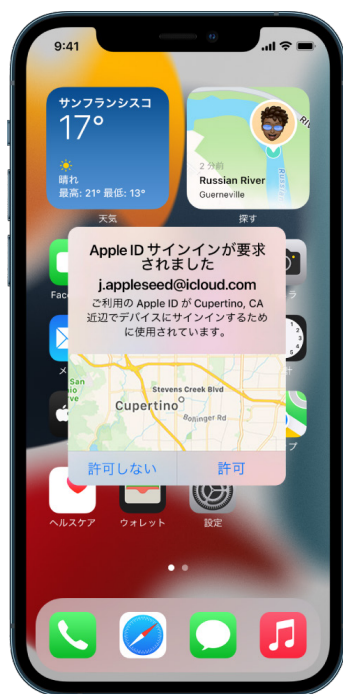 9:41
サンフランシスコ
17°
晴れ
最高: 21° 最低: 13°
天気
2 分前
Russian River
Guerneville
探す
Apple ID サインインが要求
されました
j.appleseed@icloud.com
ご利用の Apple ID が Cupertino, CA
近辺でデバイスにサインインするため
に使用されています。
Stevens Creek Blvd
Cupertino
Bollinger Rd
許可しない
許可
ヘルスケア
ウォレット
設定